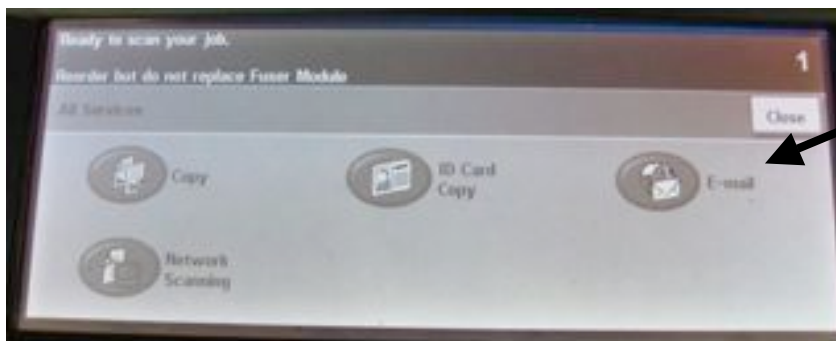 Ready to scan your job.
1
Reorder but do not replace Fuser Module
All Services
Close
Copy
ID Card
Copy
E-mail
Network
Scanning